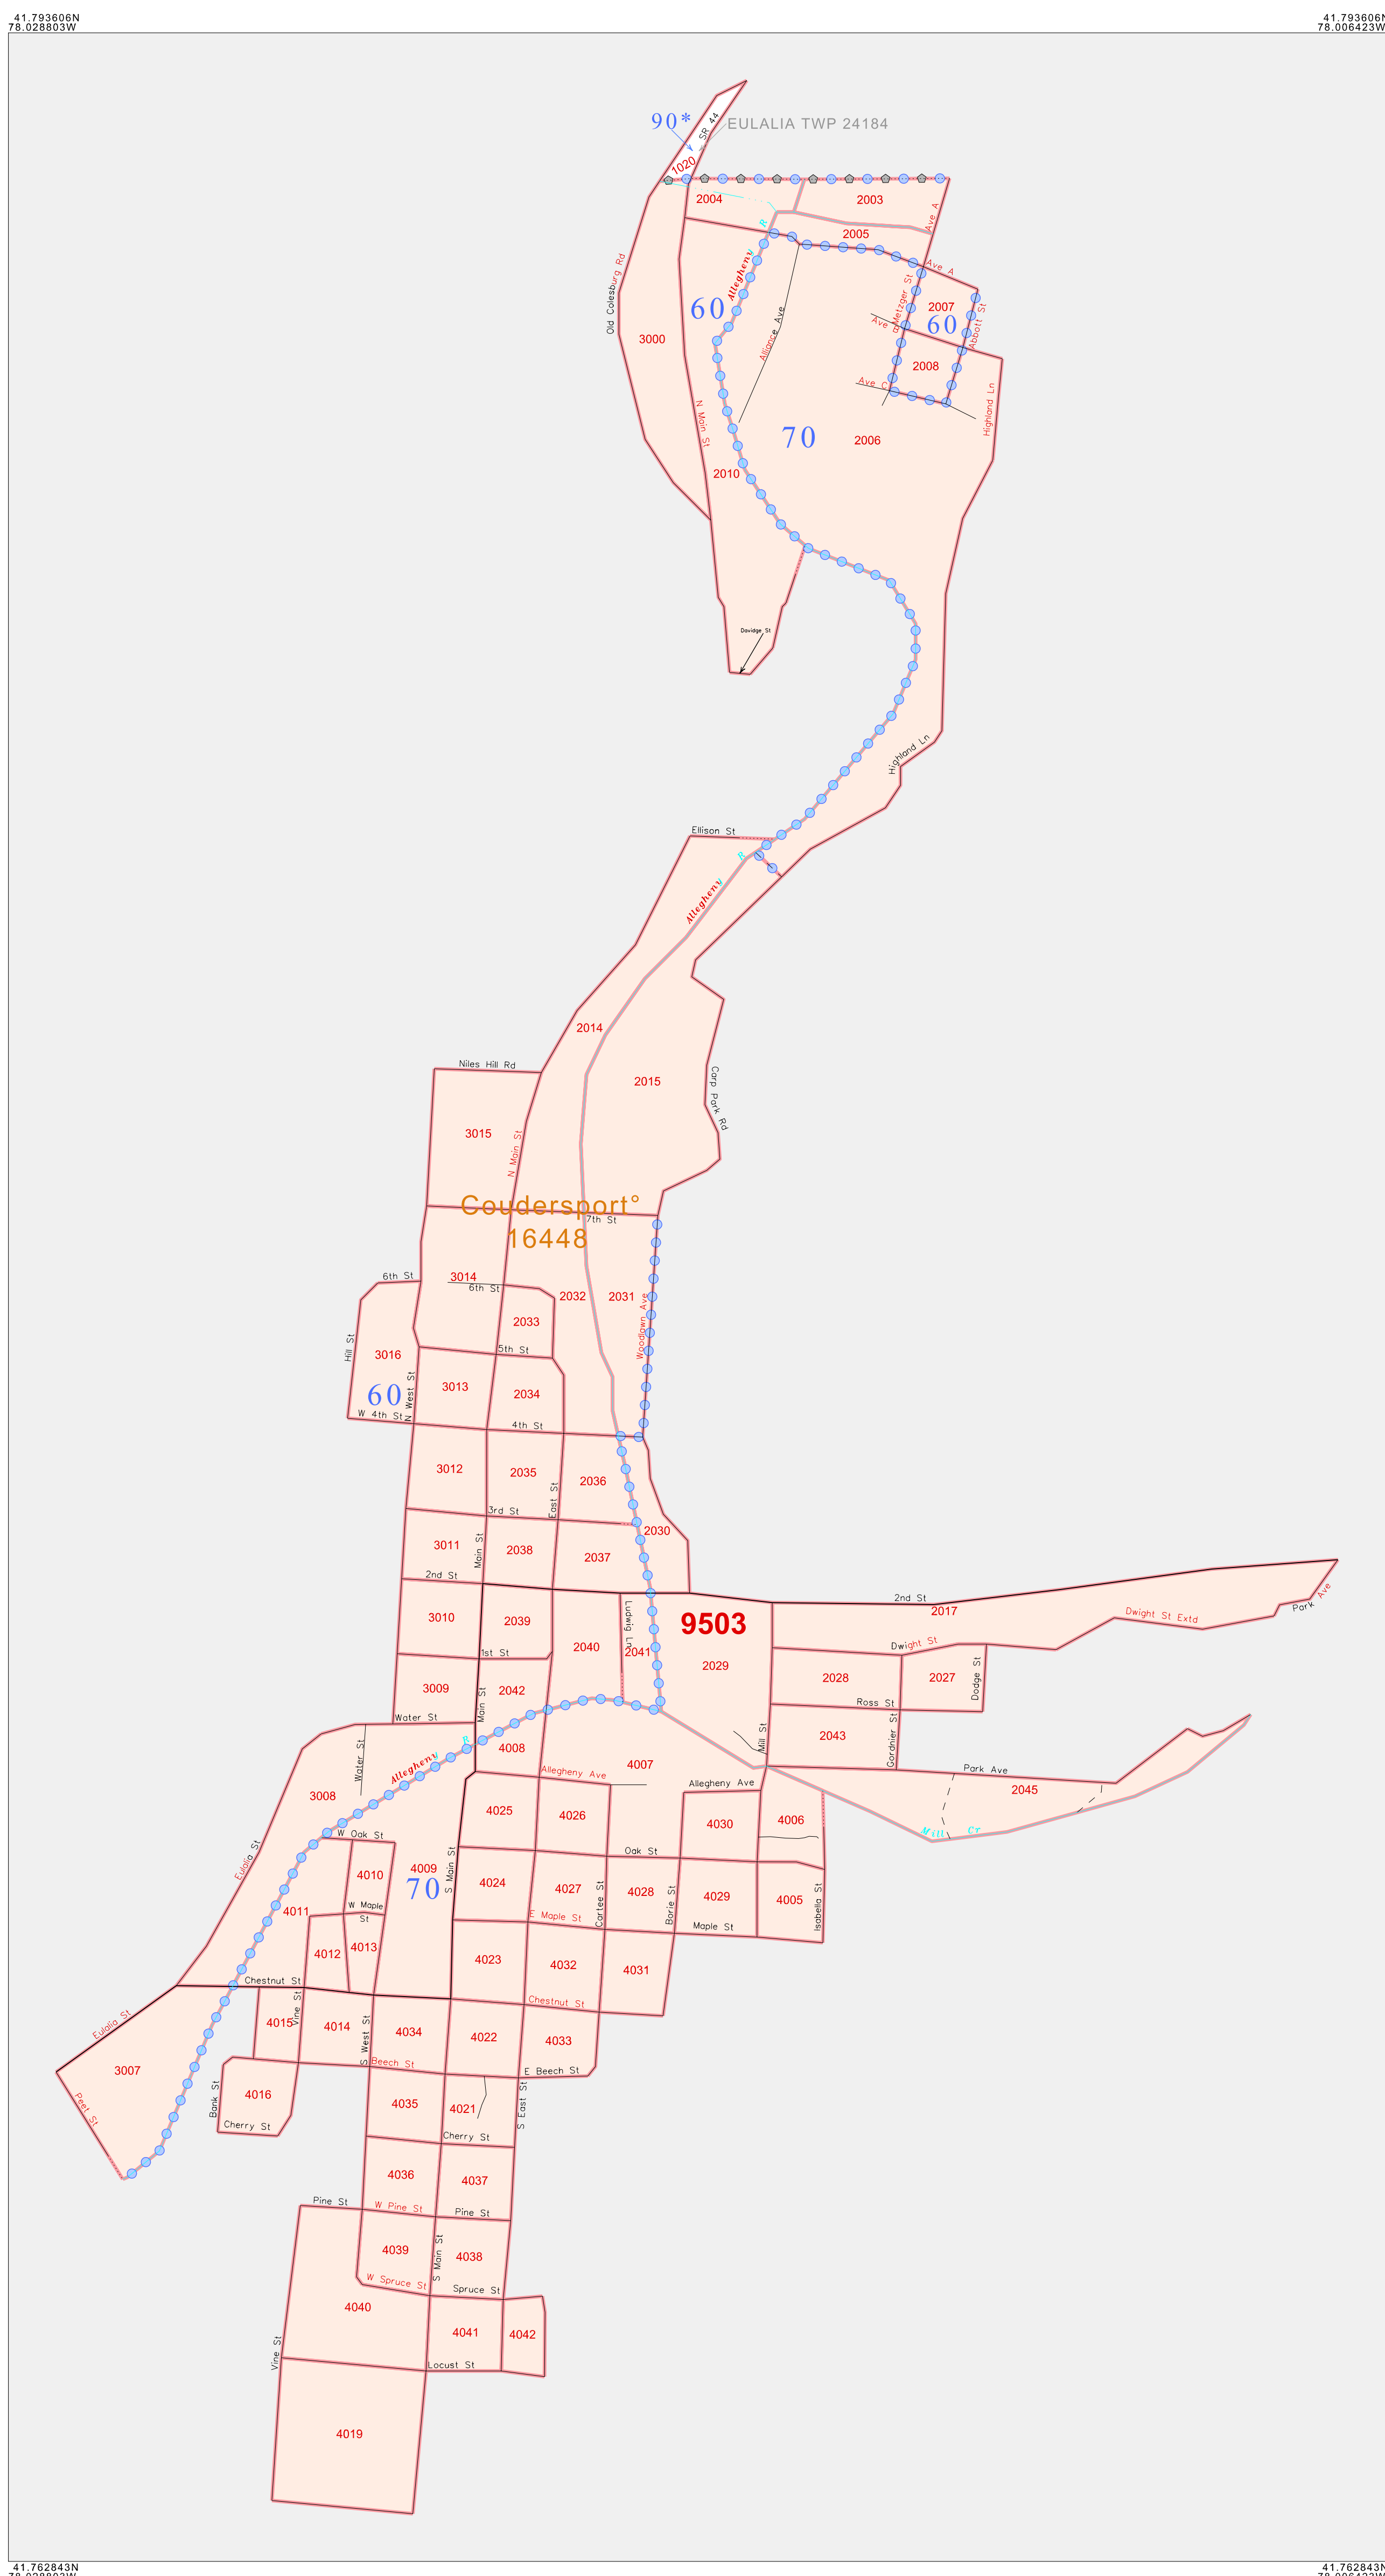 41.793606N
78.028803W
41.793606N
78.006423W
90*
SR 44
EULALIA TWP 24184
1020
2004
2003
Ave A
2005
Allegheny R
Ave A
Old Colesburg Rd
60
Metzger St
2007
60
Abbott St
Alliance Ave
Ave B
3000
2008
Ave C
Highland Ln
N Main St
70
2006
2010
Davidge St
Highland Ln
Ellison St
Allegheny R
2014
Niles Hill Rd
2015
Carp Park Rd
3015
N Main St
Coudersport°
7th St
16448
6th St
3014
6th St
2032
2031
2033
Woodlawn Ave
Hill St
3016
5th St
60
N West St
3013
2034
W 4th St
4th St
3012
2035
2036
East St
3rd St
2030
3011
Main St
2038
2037
2nd St
2nd St
2017
Park Ave
3010
2039
Ludwig Ln
9503
Dwight St Extd
Dwight St
1st St
2040
2041
2029
2028
2027
Dodge St
3009
Main St
2042
Ross St
Water St
Mill St
2043
Gardnier St
Water St
Allegheny R
4008
4007
Allegheny Ave
Park Ave
Allegheny Ave
2045
3008
4025
4026
4030
4006
Mill Cr
W Oak St
Oak St
Eulalia St
4010
4009
70
S Main St
4024
4027
Cartee St
4028
Borie St
4029
4005
Isabella St
4011
W Maple St
E Maple St
Maple St
4012
4013
4023
4032
4031
Chestnut St
Chestnut St
Eulalia St
4015
Vine St
4014
S West St
4034
4022
4033
3007
Beech St
E Beech St
Peet St
Bank St
4016
4035
4021
S East St
Cherry St
Cherry St
4036
4037
Pine St
W Pine St
Pine St
4039
S Main St
4038
W Spruce St
Spruce St
4040
4041
4042
Vine St
Locust St
4019
41.762843N
78.028803W
41.762843N
78.006423W